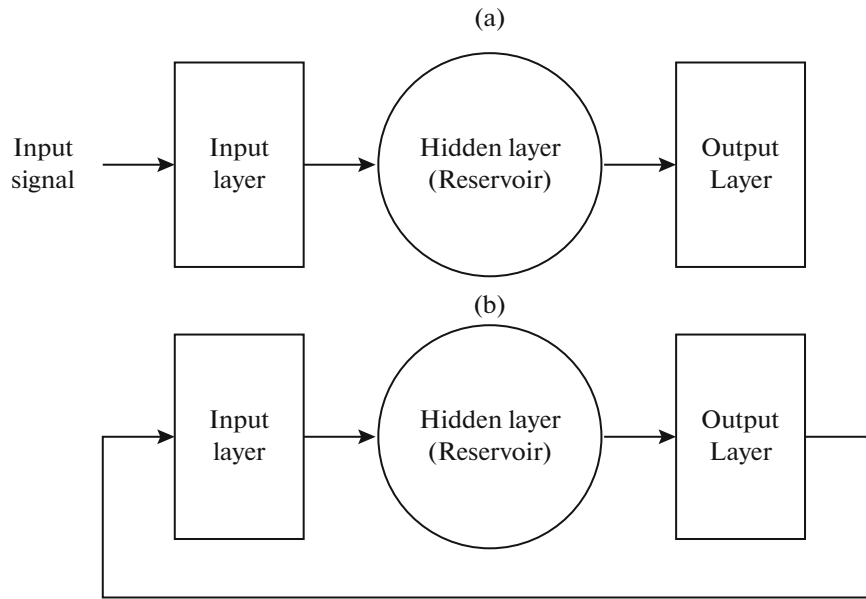 (a)
Input
signal
Input
layer
Hidden layer
(Reservoir)
Output
Layer
(b)
Input
layer
Hidden layer
(Reservoir)
Output
Layer